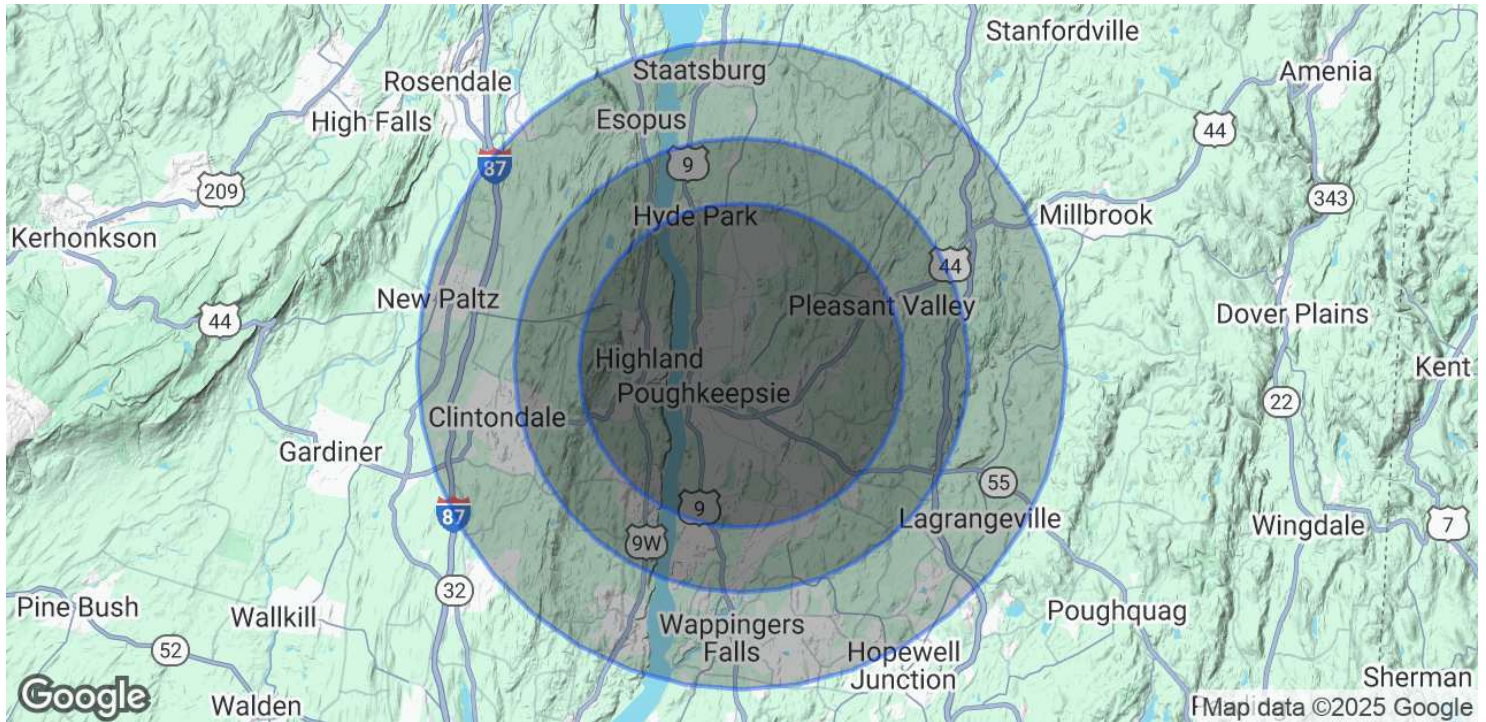 Stanfordville
Staatsburg
Amenia
Rosendale
High Falls
Esopus
44
9
87
209
343
Hyde Park
Millbrook
Kerhonkson
44
New Paltz
Pleasant Valley
Dover Plains
44
Highland
Kent
Poughkeepsie
22
Clintondale
Gardiner
55
9
87
Lagrangeville
Wingdale
7
9W
32
Pine Bush
Wallkill
Poughquag
Wappingers
Falls
Hopewell
Junction
52
Sherman
Google
Walden
Map data ©2025 Google